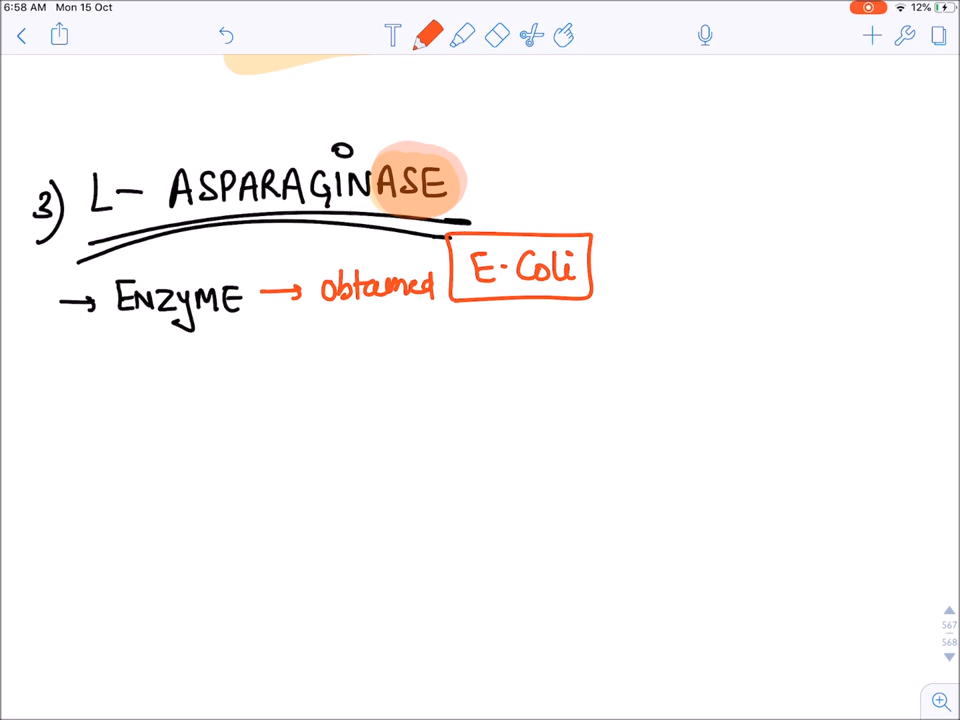 6:58 AM Mon 15 Oct 12%
T
3) L- ASPARAGINASE
→ ENZYME → obtained E. Coli
567
568